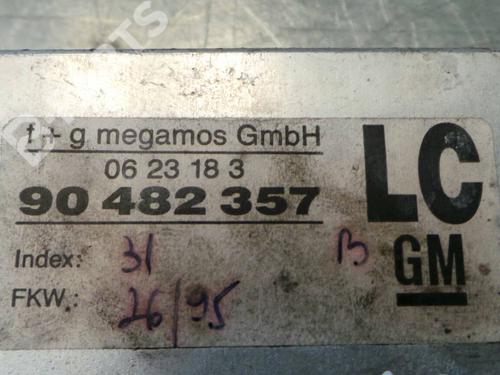 f + g megamos GmbH
06 23 18 3
90 482 357
LC
Index: 31 B
GM
FKW: 26/95